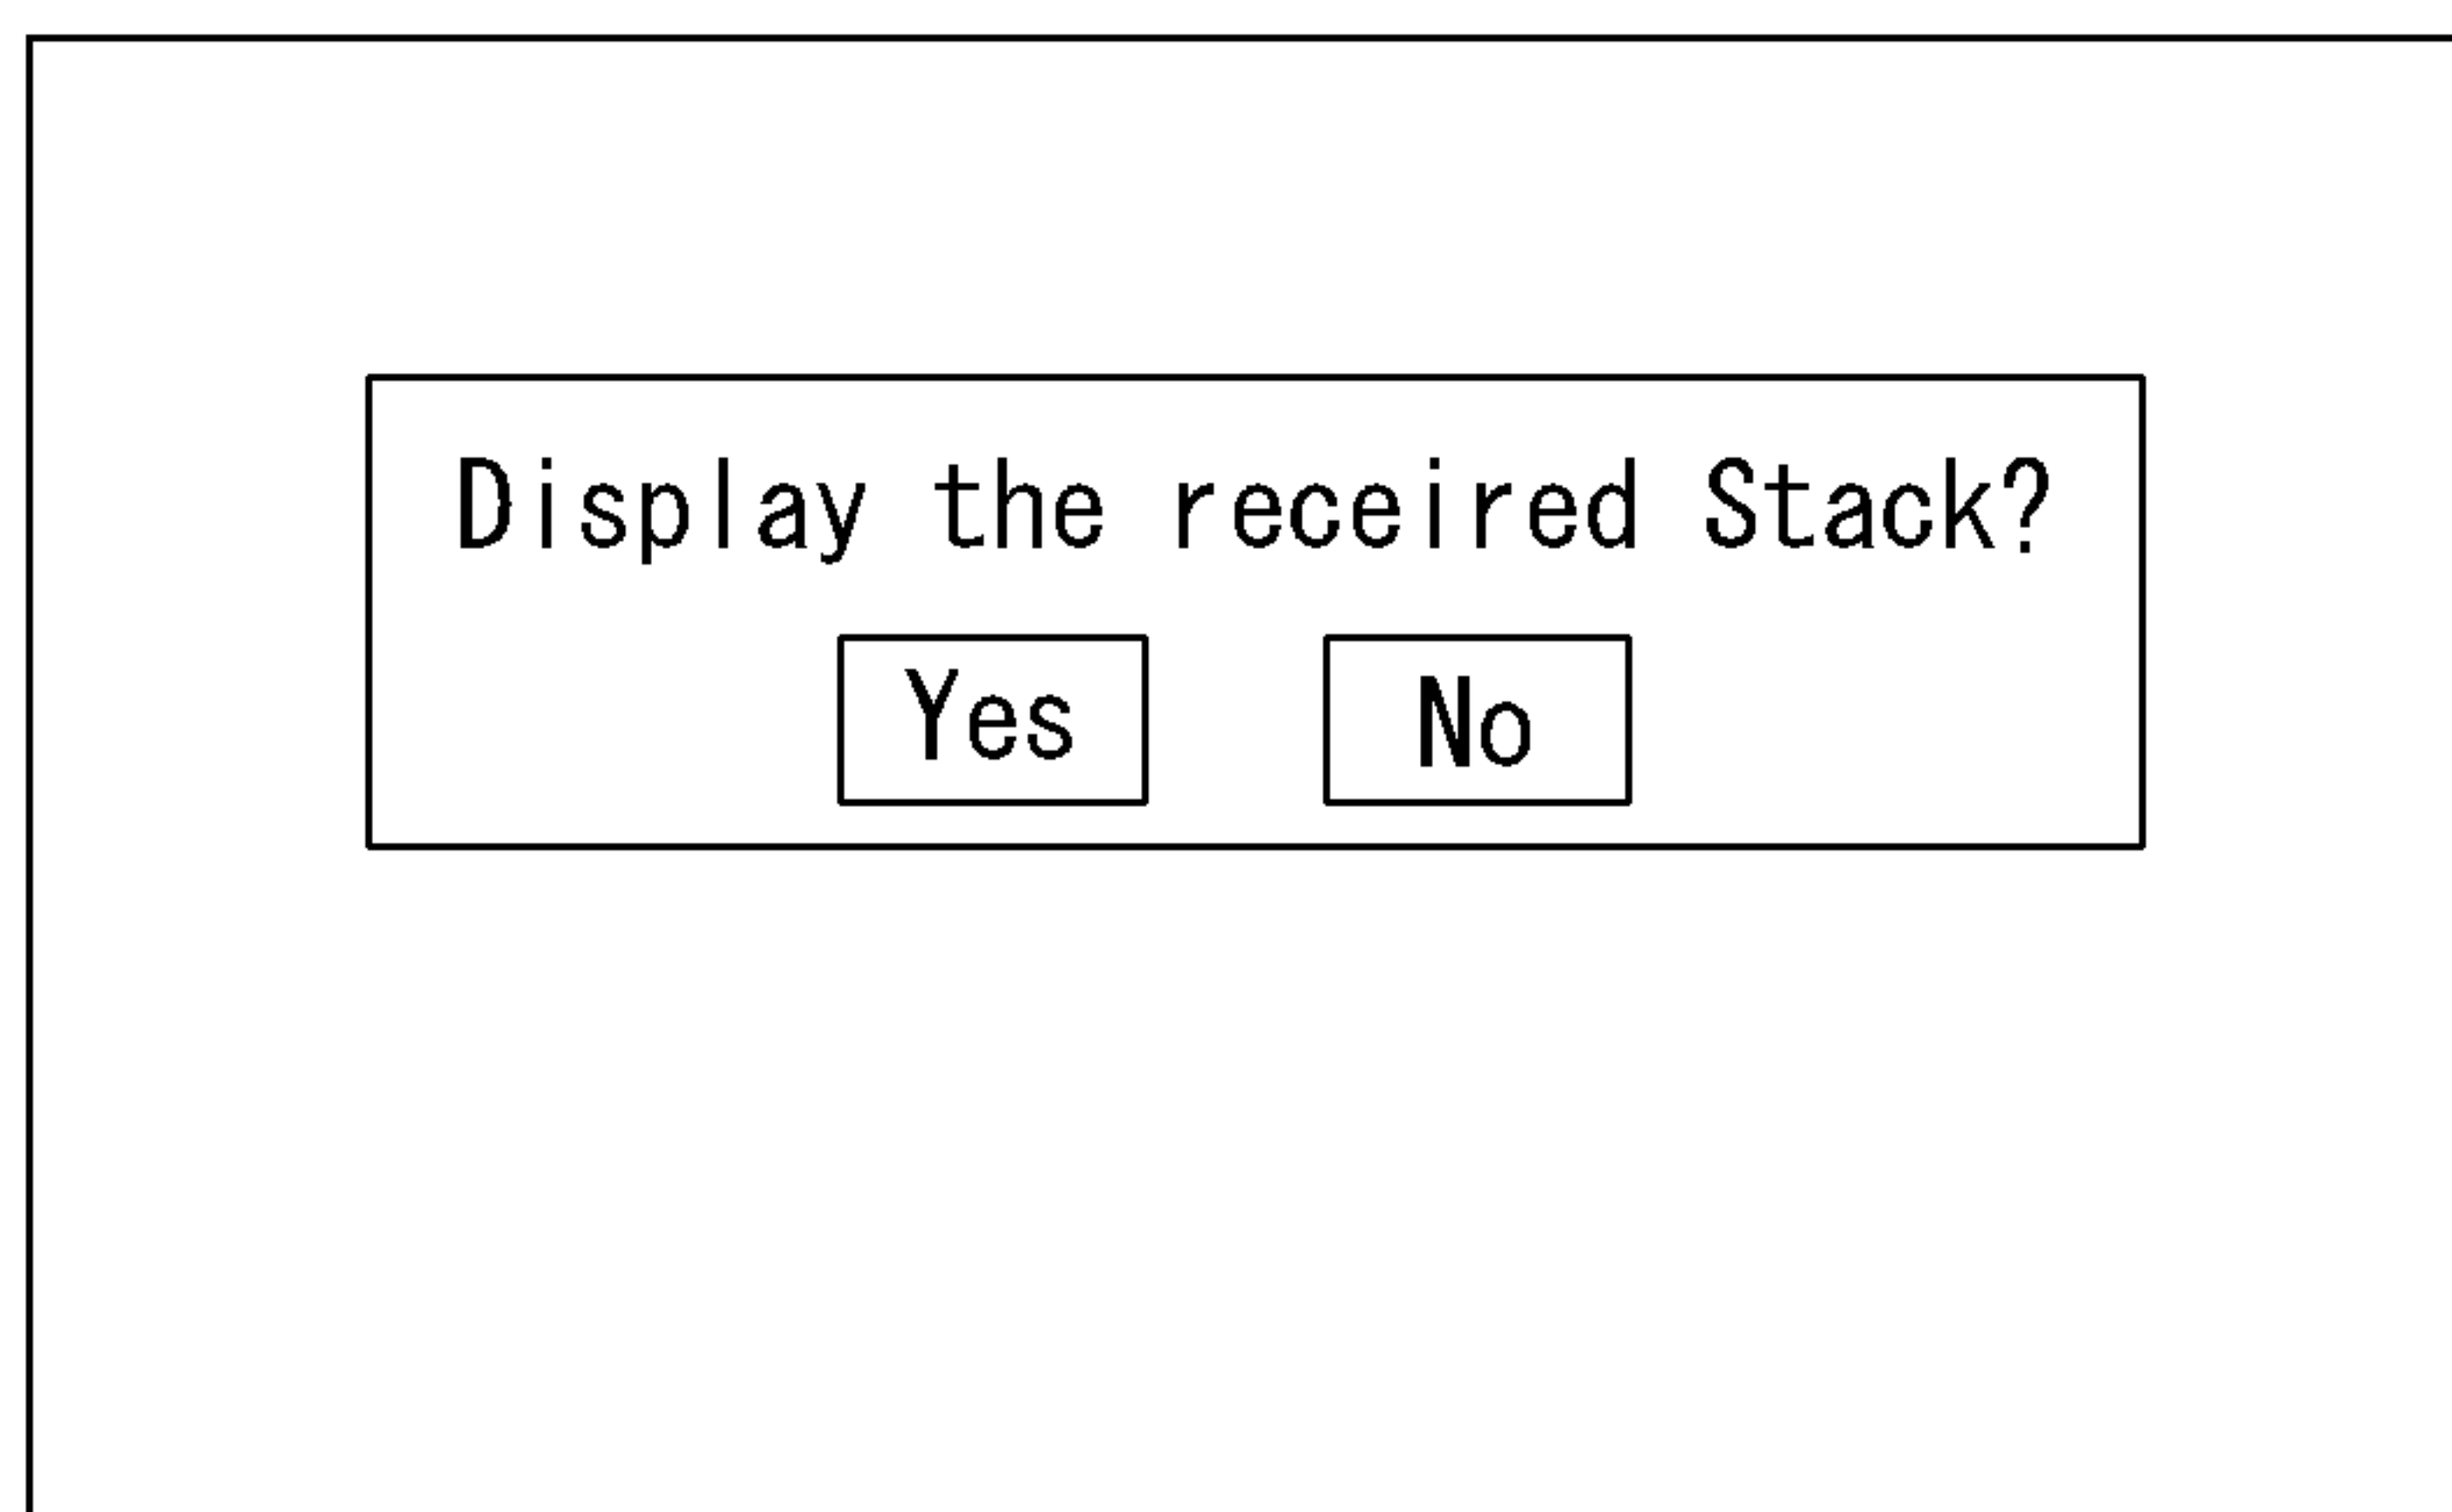 Display the receired Stack?
Yes No